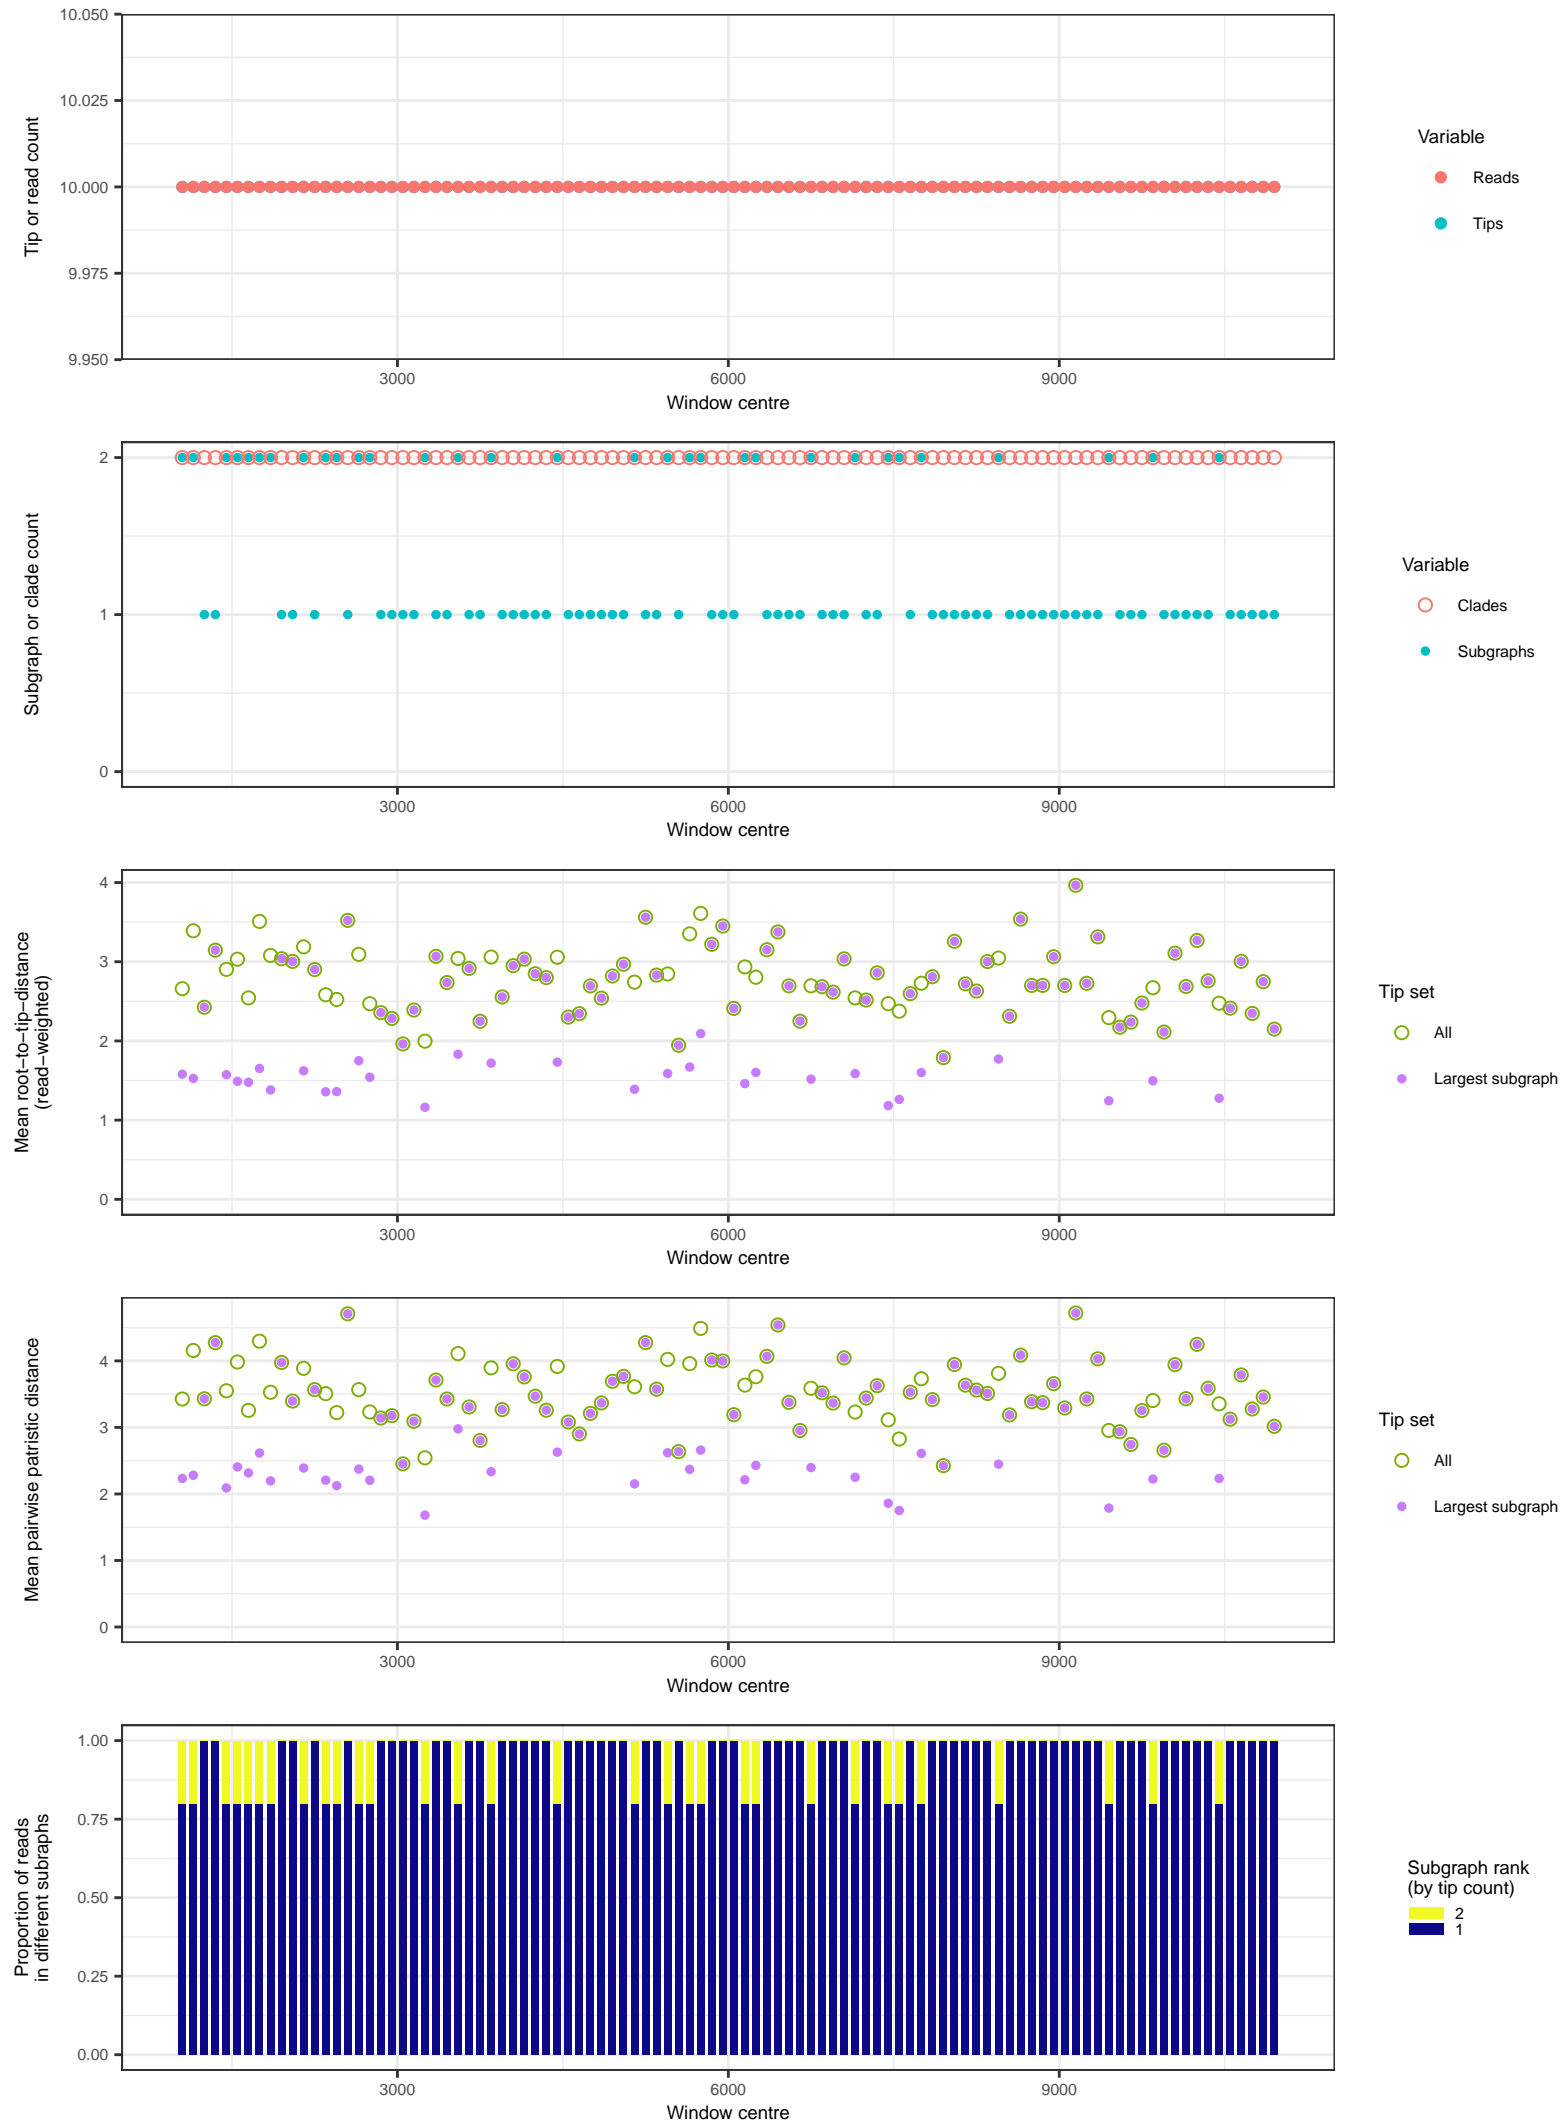 10.050
10.025
10.000
9.975
9.950
Tip or read count
3000 6000 9000
Window centre
Variable
Reads
Tips
2
1
0
Subgraph or clade count
3000 6000 9000
Window centre
Variable
Clades
Subgraphs
4
3
2
1
0
Mean root−to−tip−distance
(read−weighted)
3000 6000 9000
Window centre
Tip set
All
Largest subgraph
4
3
2
1
0
Mean pairwise patristic distance
3000 6000 9000
Window centre
Tip set
All
Largest subgraph
1.00
0.75
0.50
0.25
0.00
Proportion of reads
in different subraphs
3000 6000 9000
Window centre
Subgraph rank
(by tip count)
2
1